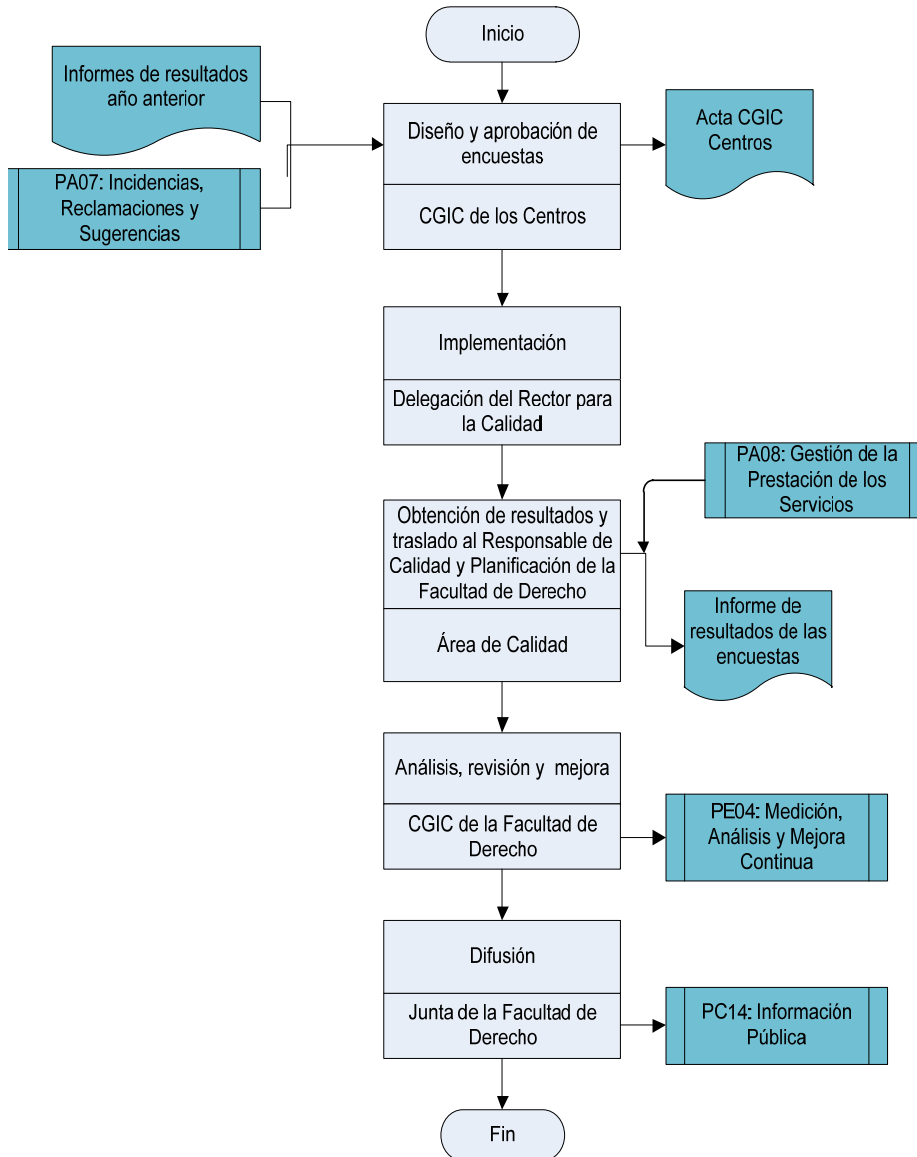 Inicio
Informes de resultados
año anterior
Diseño y aprobación de
encuestas
Acta CGIC
Centros
PA07: Incidencias,
Reclamaciones y
Sugerencias
CGIC de los Centros
Implementación
Delegación del Rector para
la Calidad
PA08: Gestión de la
Prestación de los
Servicios
Obtención de resultados y
traslado al Responsable de
Calidad y Planificación de la
Facultad de Derecho
Informe de
resultados de las
encuestas
Área de Calidad
Análisis, revisión y mejora
CGIC de la Facultad de
Derecho
PE04: Medición,
Análisis y Mejora
Continua
Difusión
Junta de la Facultad de
Derecho
PC14: Información
Pública
Fin